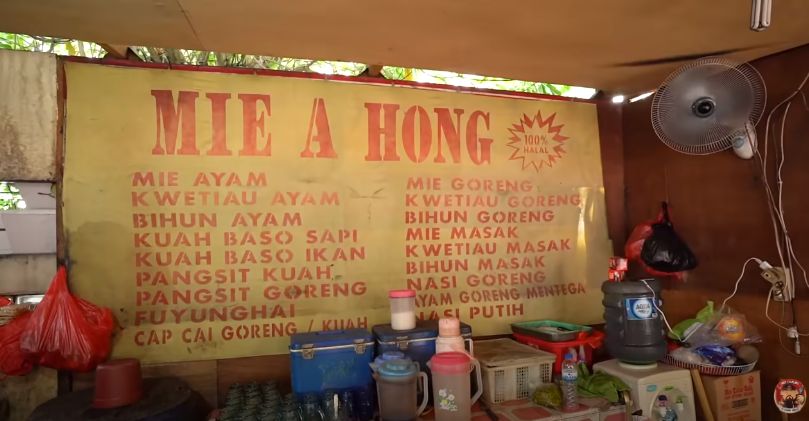 MIE A HONG
100%
HALAL
MIE AYAM
KWETIAU AYAM
BIHUN AYAM
KUAH BASO SAPI
KUAH BASO IKAN
PANGSIT KUAH
PANGSIT GORENG
FUYUNGHAI
CAP CAI GORENG / KUAH
MIE GORENG
KWETIAU GORENG
BIHUN GORENG
MIE MASAK
KWETIAU MASAK
BIHUN MASAK
NASI GORENG
AYAM GORENG MENTEGA
NASI PUTIH
AQUA